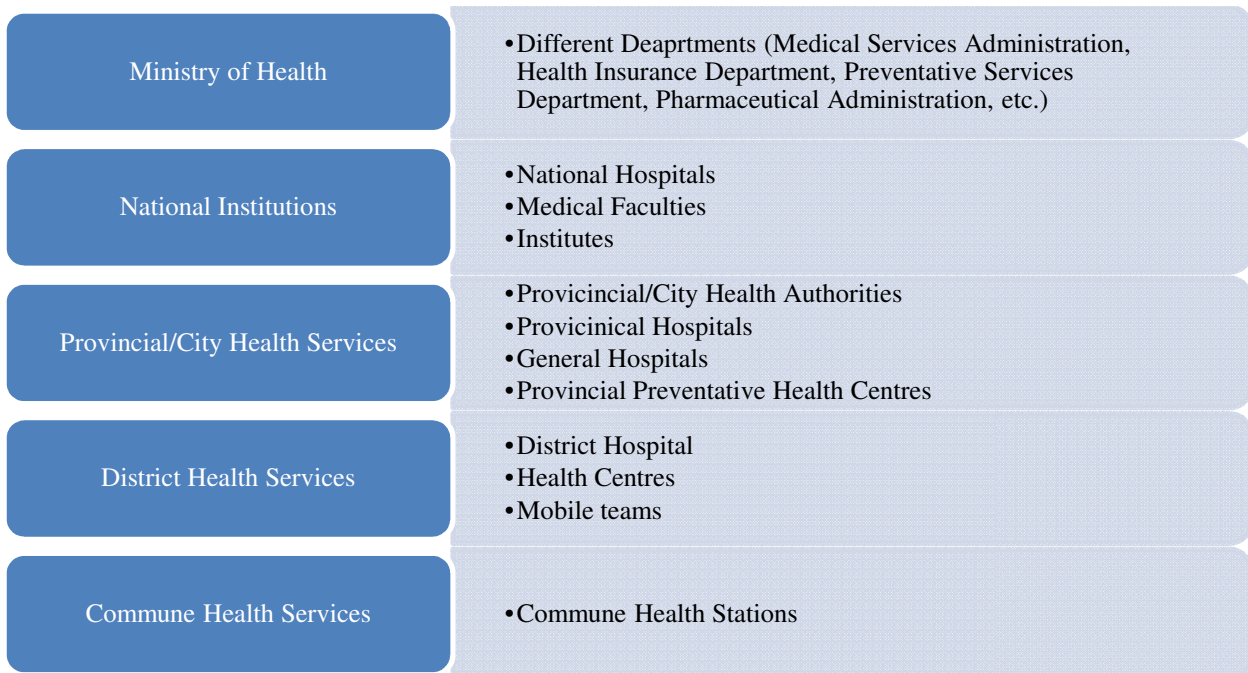 Ministry of Health
•Different Deaprtments (Medical Services Administration,
Health Insurance Department, Preventative Services
Department, Pharmaceutical Administration, etc.)
National Institutions
•National Hospitals
•Medical Faculties
•Institutes
Provincial/City Health Services
•Provicincial/City Health Authorities
•Provicinical Hospitals
•General Hospitals
•Provincial Preventative Health Centres
District Health Services
•District Hospital
•Health Centres
•Mobile teams
Commune Health Services
•Commune Health Stations